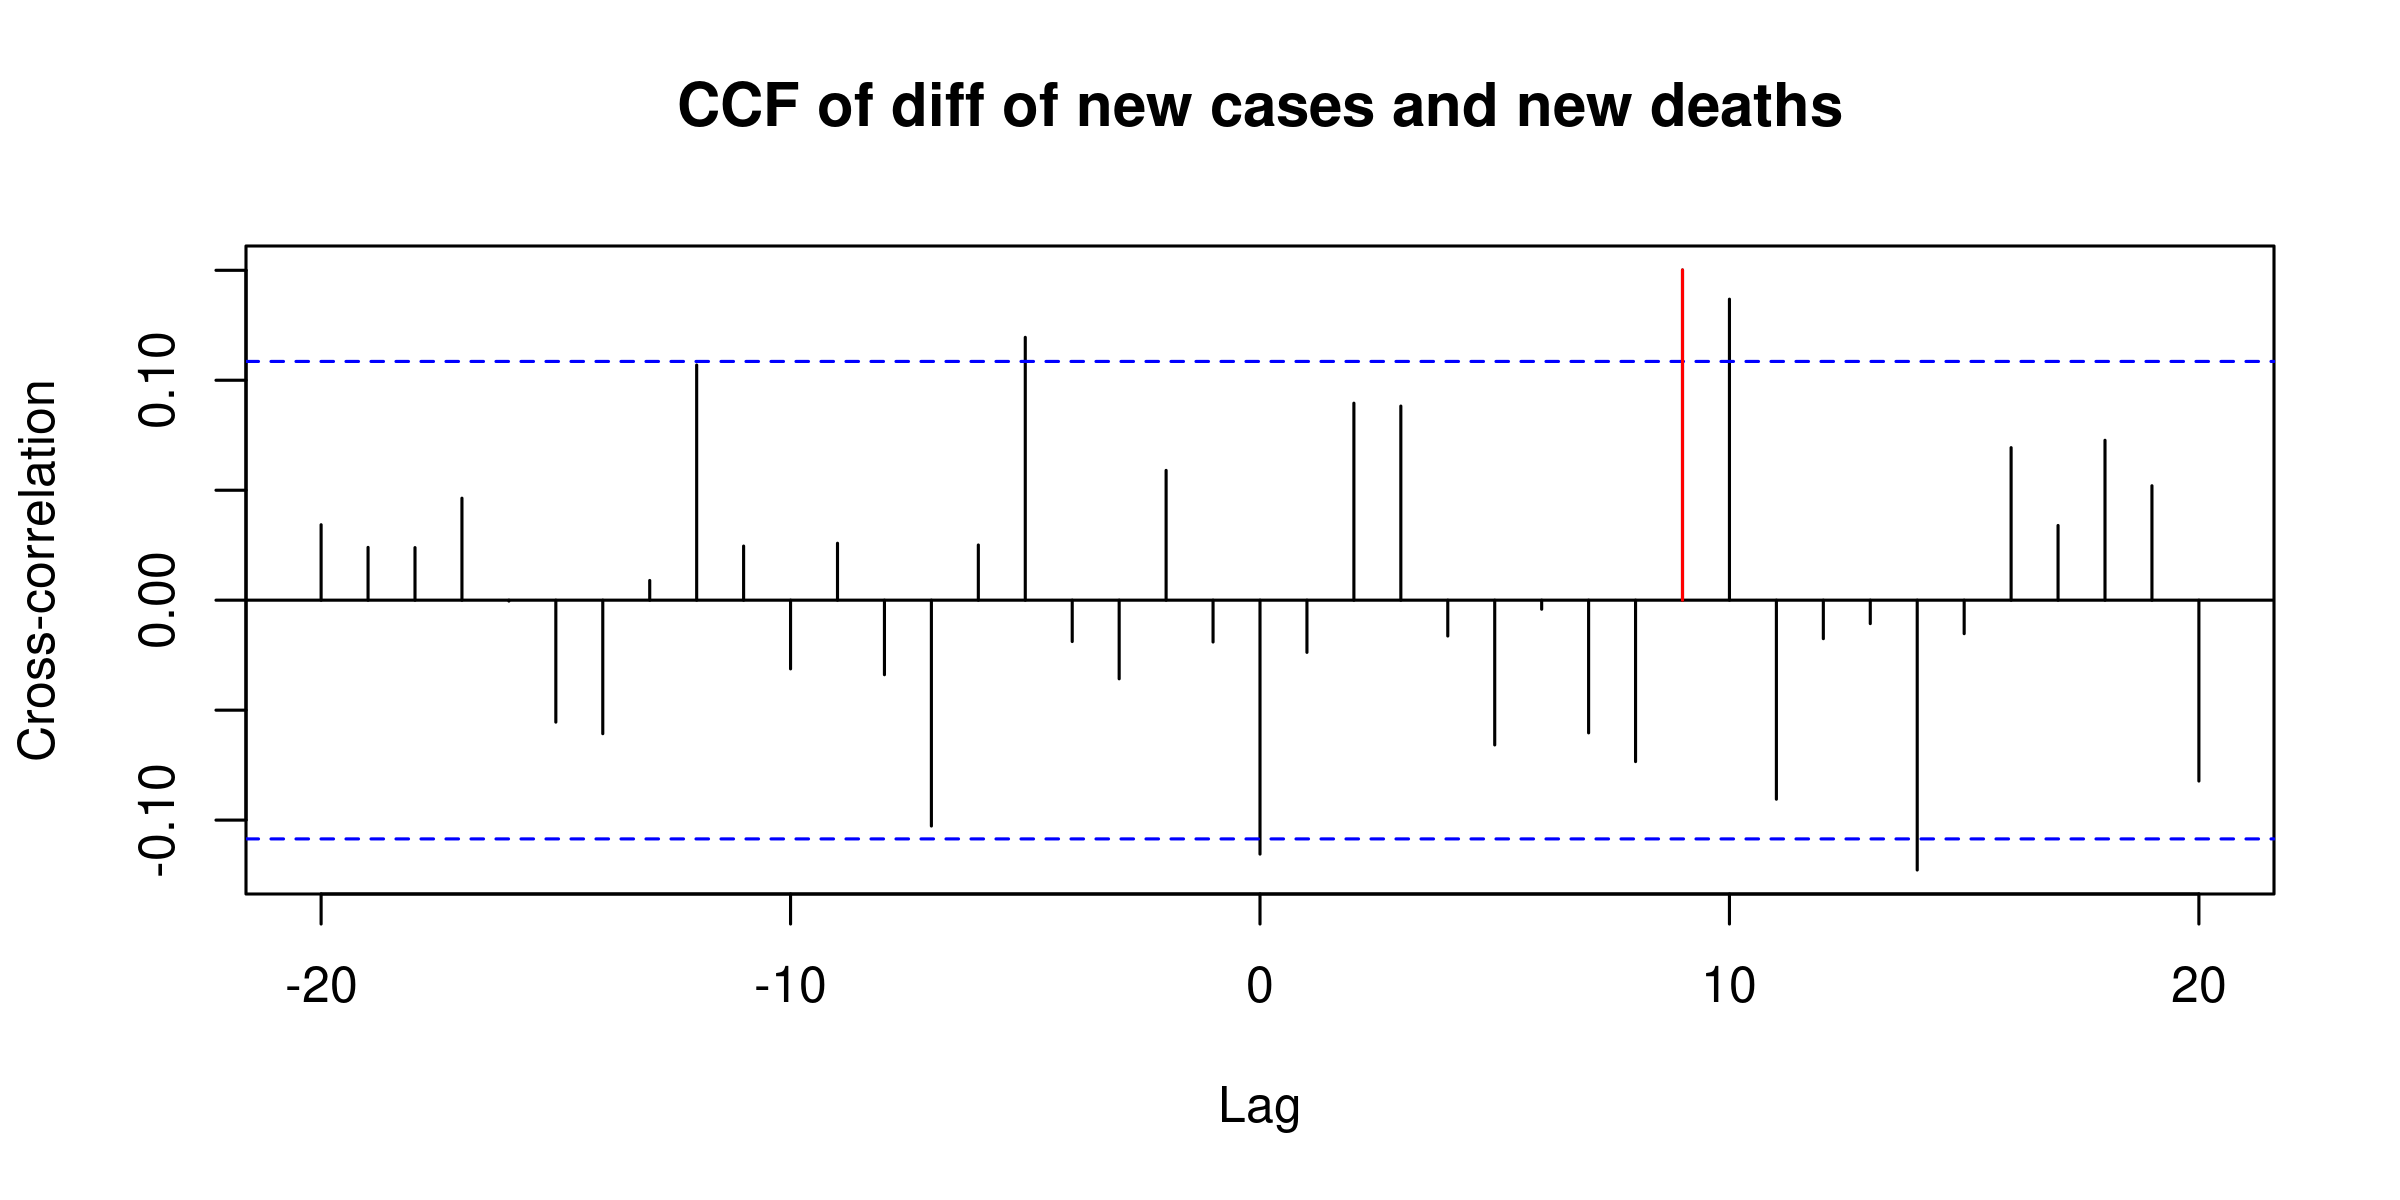 CCF of diff of new cases and new deaths
Cross-correlation
0.10
0.00
-0.10
-20 -10 0 10 20
Lag